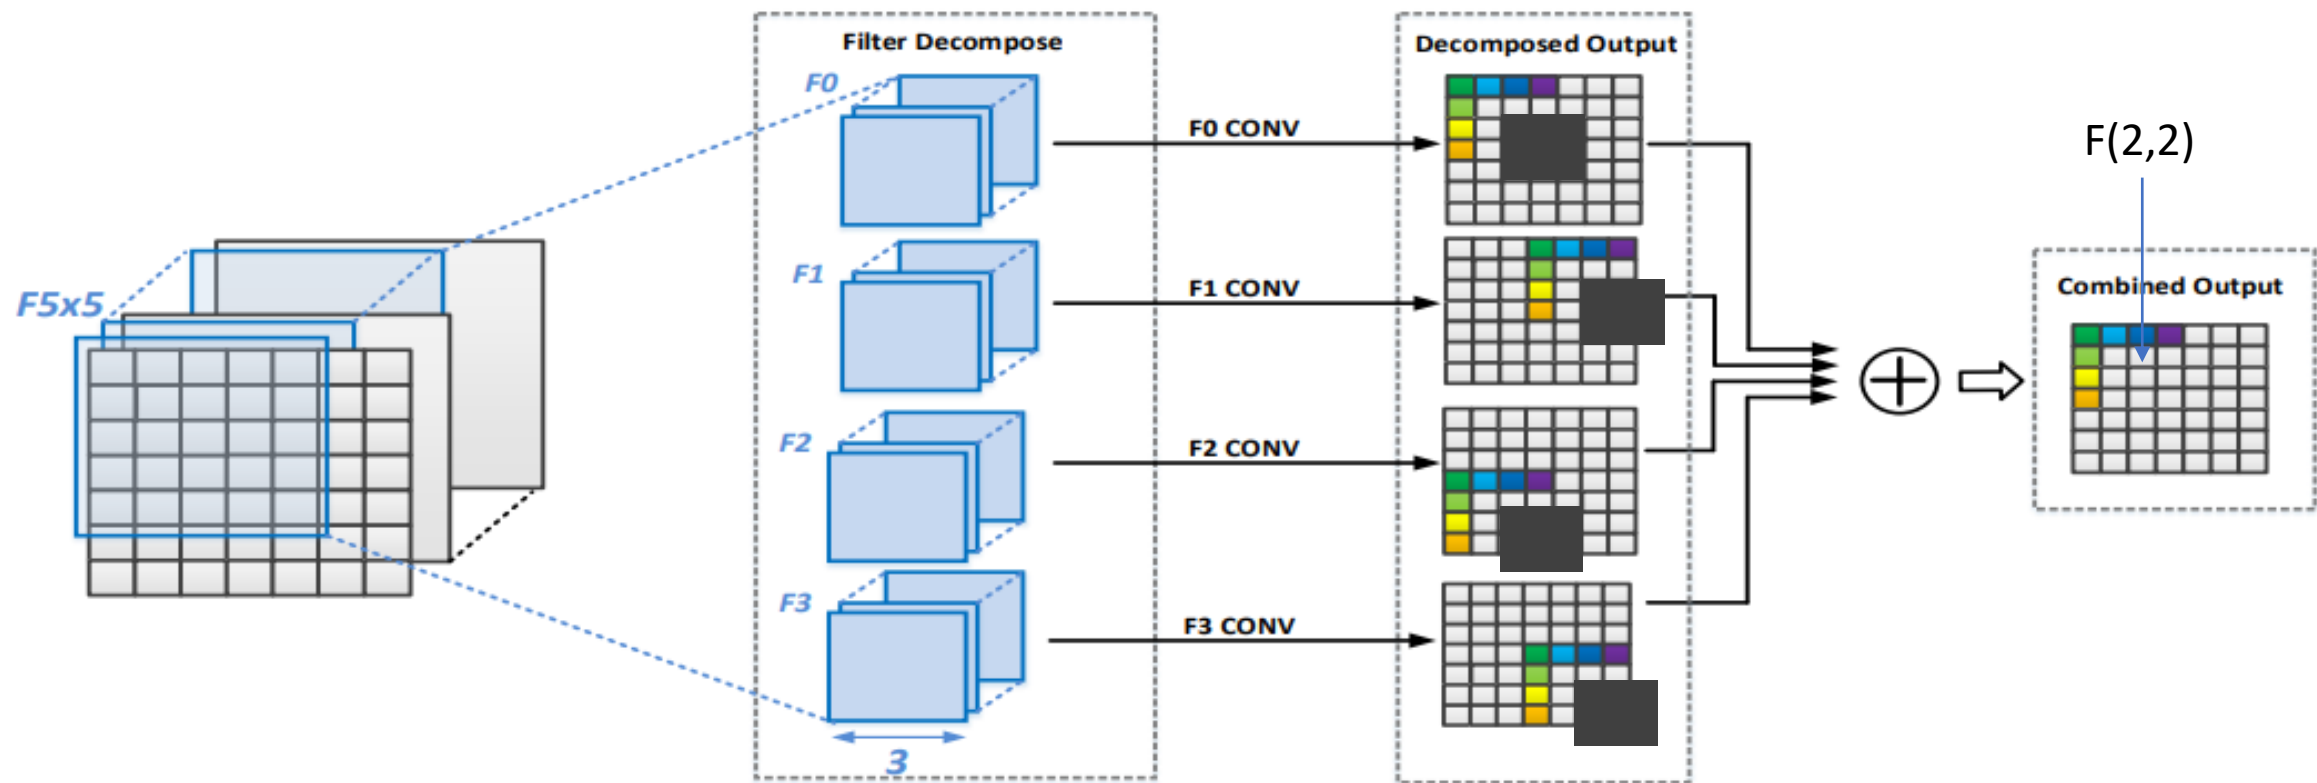 F5x5
Filter Decompose
F0
F1
F2
F3
3
F0 CONV
F1 CONV
F2 CONV
F3 CONV
Decomposed Output
F(2,2)
Combined Output